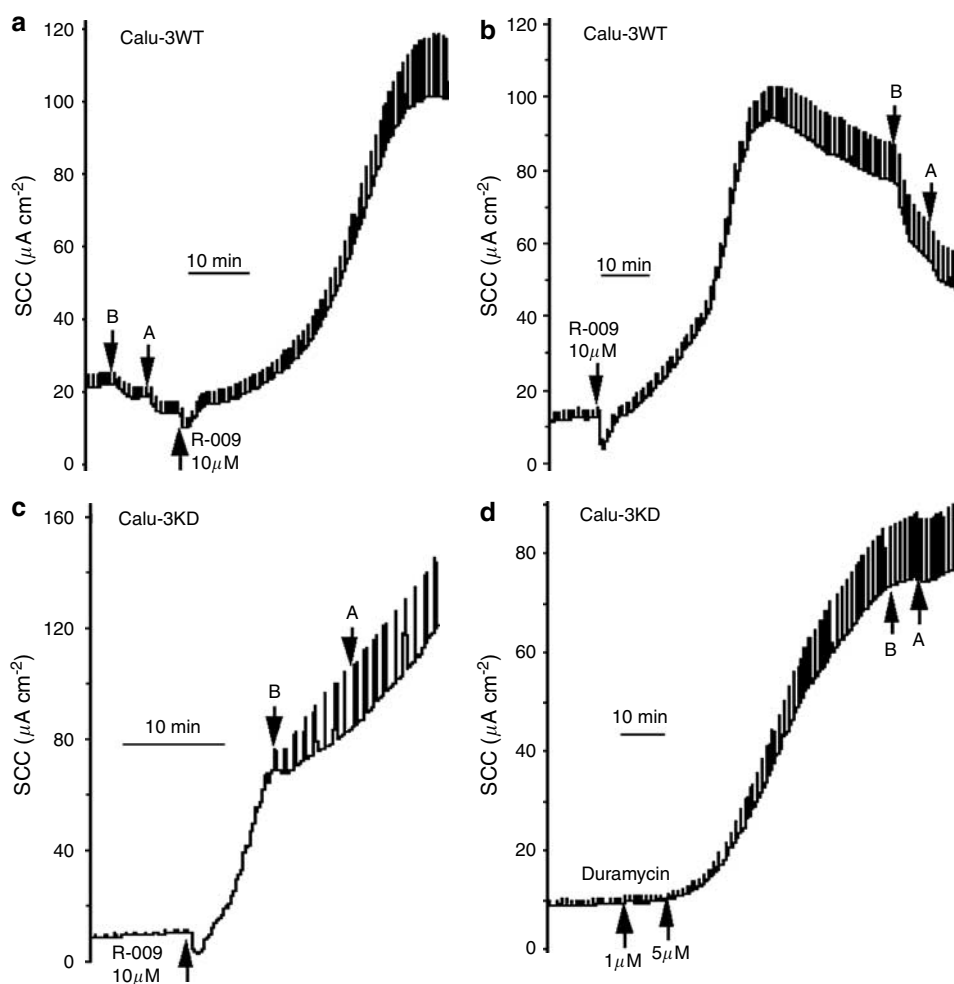 a
Calu-3WT
SCC (μA cm-2)
120
100
80
60
40
20
0
10 min
B
A
R-009
10μM
b
Calu-3WT
SCC (μA cm-2)
120
100
80
60
40
20
0
B
A
10 min
R-009
10μM
c
Calu-3KD
SCC (μA cm-2)
160
120
80
40
0
A
B
10 min
R-009
10μM
d
Calu-3KD
SCC (μA cm-2)
80
60
40
20
0
B
A
10 min
Duramycin
1μM
5μM